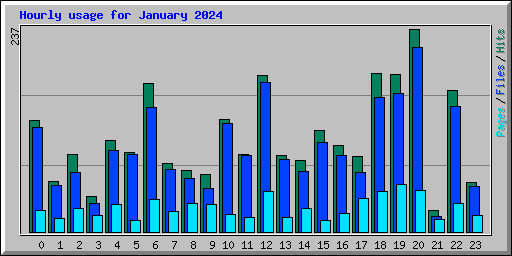 Hourly usage for January 2024
237
Pages/Files/Hits
0 1 2 3 4 5 6 7 8 9 10 11 12 13 14 15 16 17 18 19 20 21 22 23